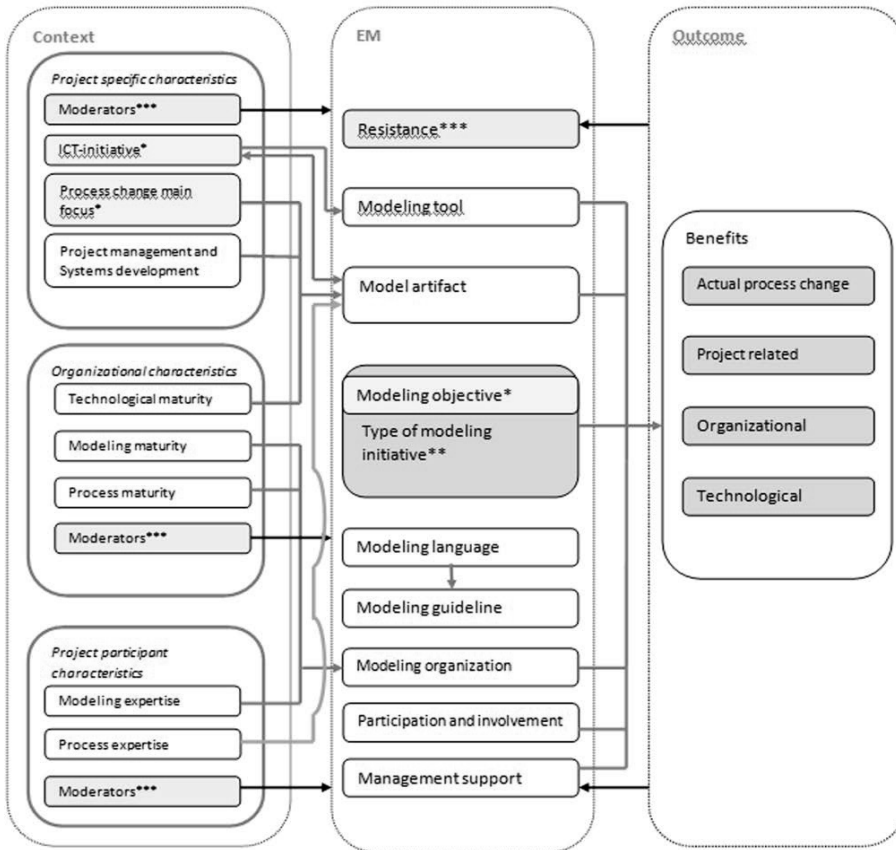 Context
Project specific characteristics
Moderators***
ICT-initiative*
Process change main
focus*
Project management and
Systems development
Organizational characteristics
Technological maturity
Modeling maturity
Process maturity
Moderators***
Project participant
characteristics
Modeling expertise
Process expertise
Moderators***
EM
Resistance***
Modeling tool
Model artifact
Modeling objective*
Type of modeling
initiative**
Modeling language
Modeling guideline
Modeling organization
Participation and involvement
Management support
Outcome
Benefits
Actual process change
Project related
Organizational
Technological